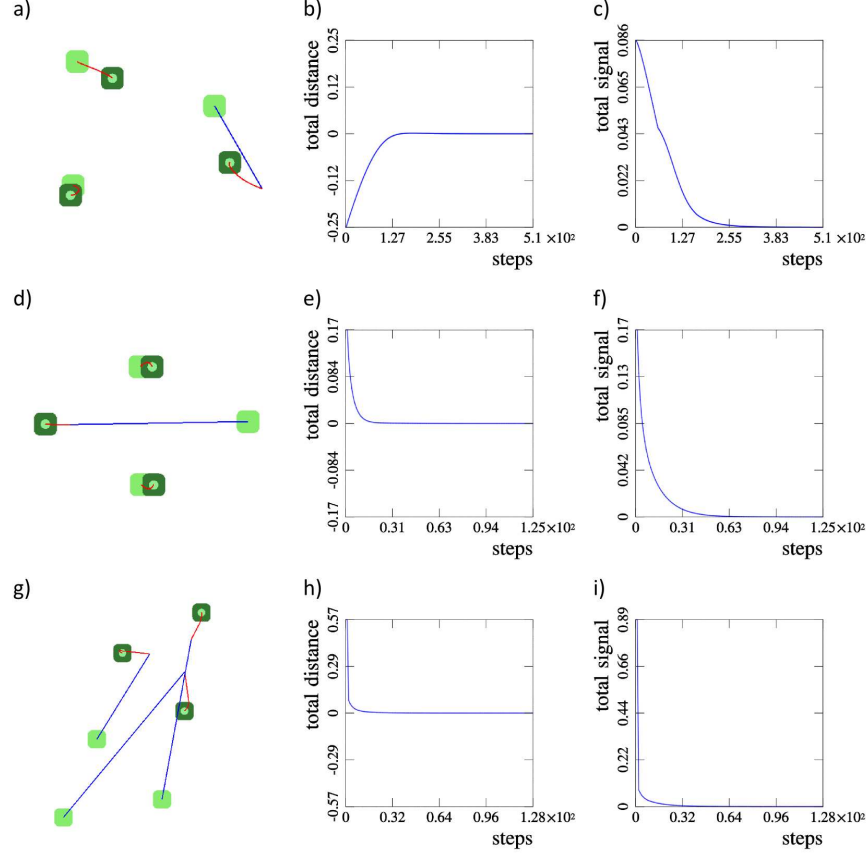 a)
b)
c)
total distance
0.25
0.12
0
-0.12
-0.25
0 1.27 2.55 3.83 5.1 ×10²
steps
total signal
0.086
0.065
0.043
0.022
0
0 1.27 2.55 3.83 5.1 ×10²
steps
d)
e)
f)
total distance
0.17
0.084
0
-0.084
-0.17
0 0.31 0.63 0.94 1.25×10²
steps
total signal
0.17
0.13
0.085
0.042
0
0 0.31 0.63 0.94 1.25×10²
steps
g)
h)
i)
total distance
0.57
0.29
0
-0.29
-0.57
0 0.32 0.64 0.96 1.28 ×10²
steps
total signal
0.89
0.66
0.44
0.22
0
0 0.32 0.64 0.96 1.28 ×10²
steps